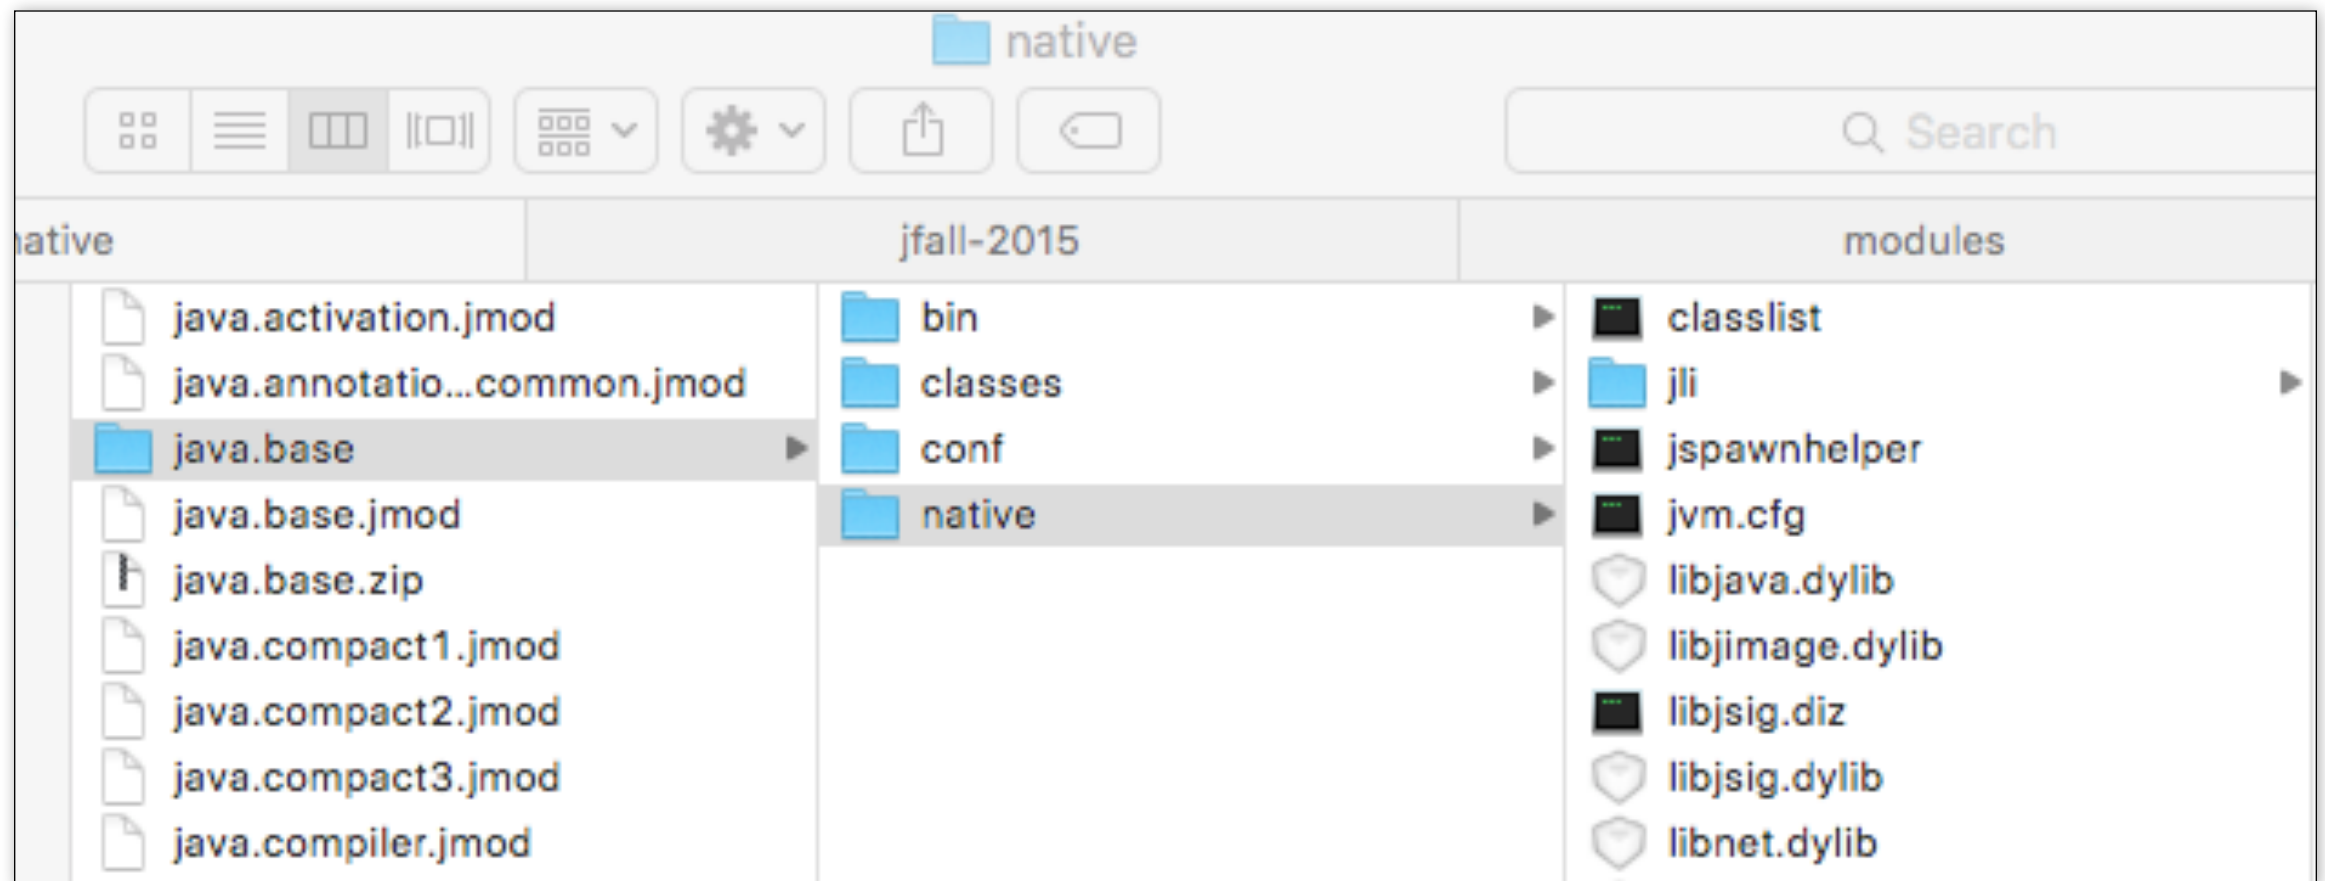 native
Search
native
jfall-2015
modules
java.activation.jmod
java.annotatio...common.jmod
java.base
java.base.jmod
java.base.zip
java.compact1.jmod
java.compact2.jmod
java.compact3.jmod
java.compiler.jmod
bin
classes
conf
native
classlist
jli
jspawnhelper
jvm.cfg
libjava.dylib
libjimage.dylib
libjsig.diz
libjsig.dylib
libnet.dylib